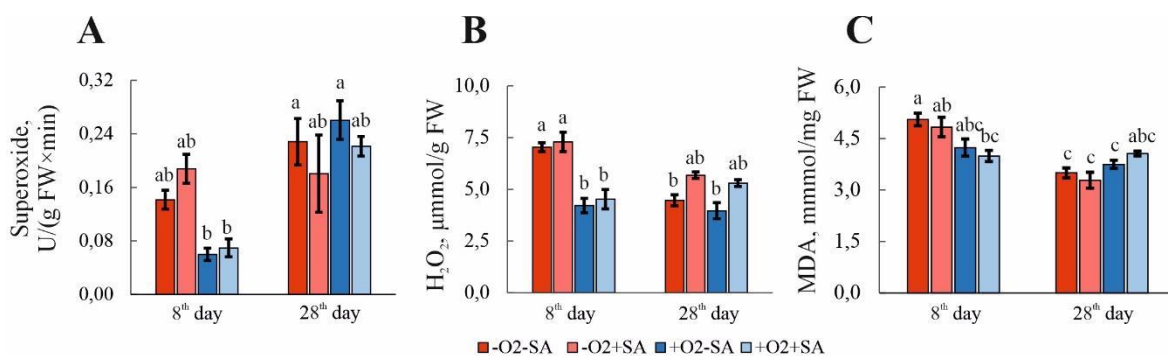 A
Superoxide,
U/(g FW×min)
0,32
0,24
0,16
0,08
0,00
ab
ab
b
b
a
ab
a
ab
8th day
28th day
B
H2O2, µmmol/g FW
10,0
7,5
5,0
2,5
0,0
a
a
b
b
b
ab
b
ab
8th day
28th day
C
MDA, mmmol/mg FW
6,0
4,5
3,0
1,5
0,0
a
ab
abc
bc
c
c
c
abc
8th day
28th day
-O2-SA
-O2+SA
+O2-SA
+O2+SA